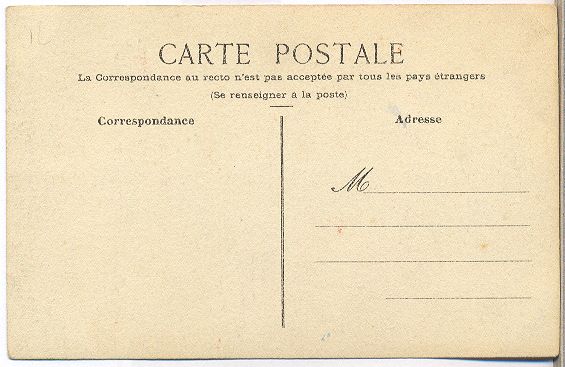 CARTE POSTALE
La Correspondance au recto n'est pas acceptée par tous les pays étrangers
(Se renseigner à la poste)
Correspondance
Adresse
M